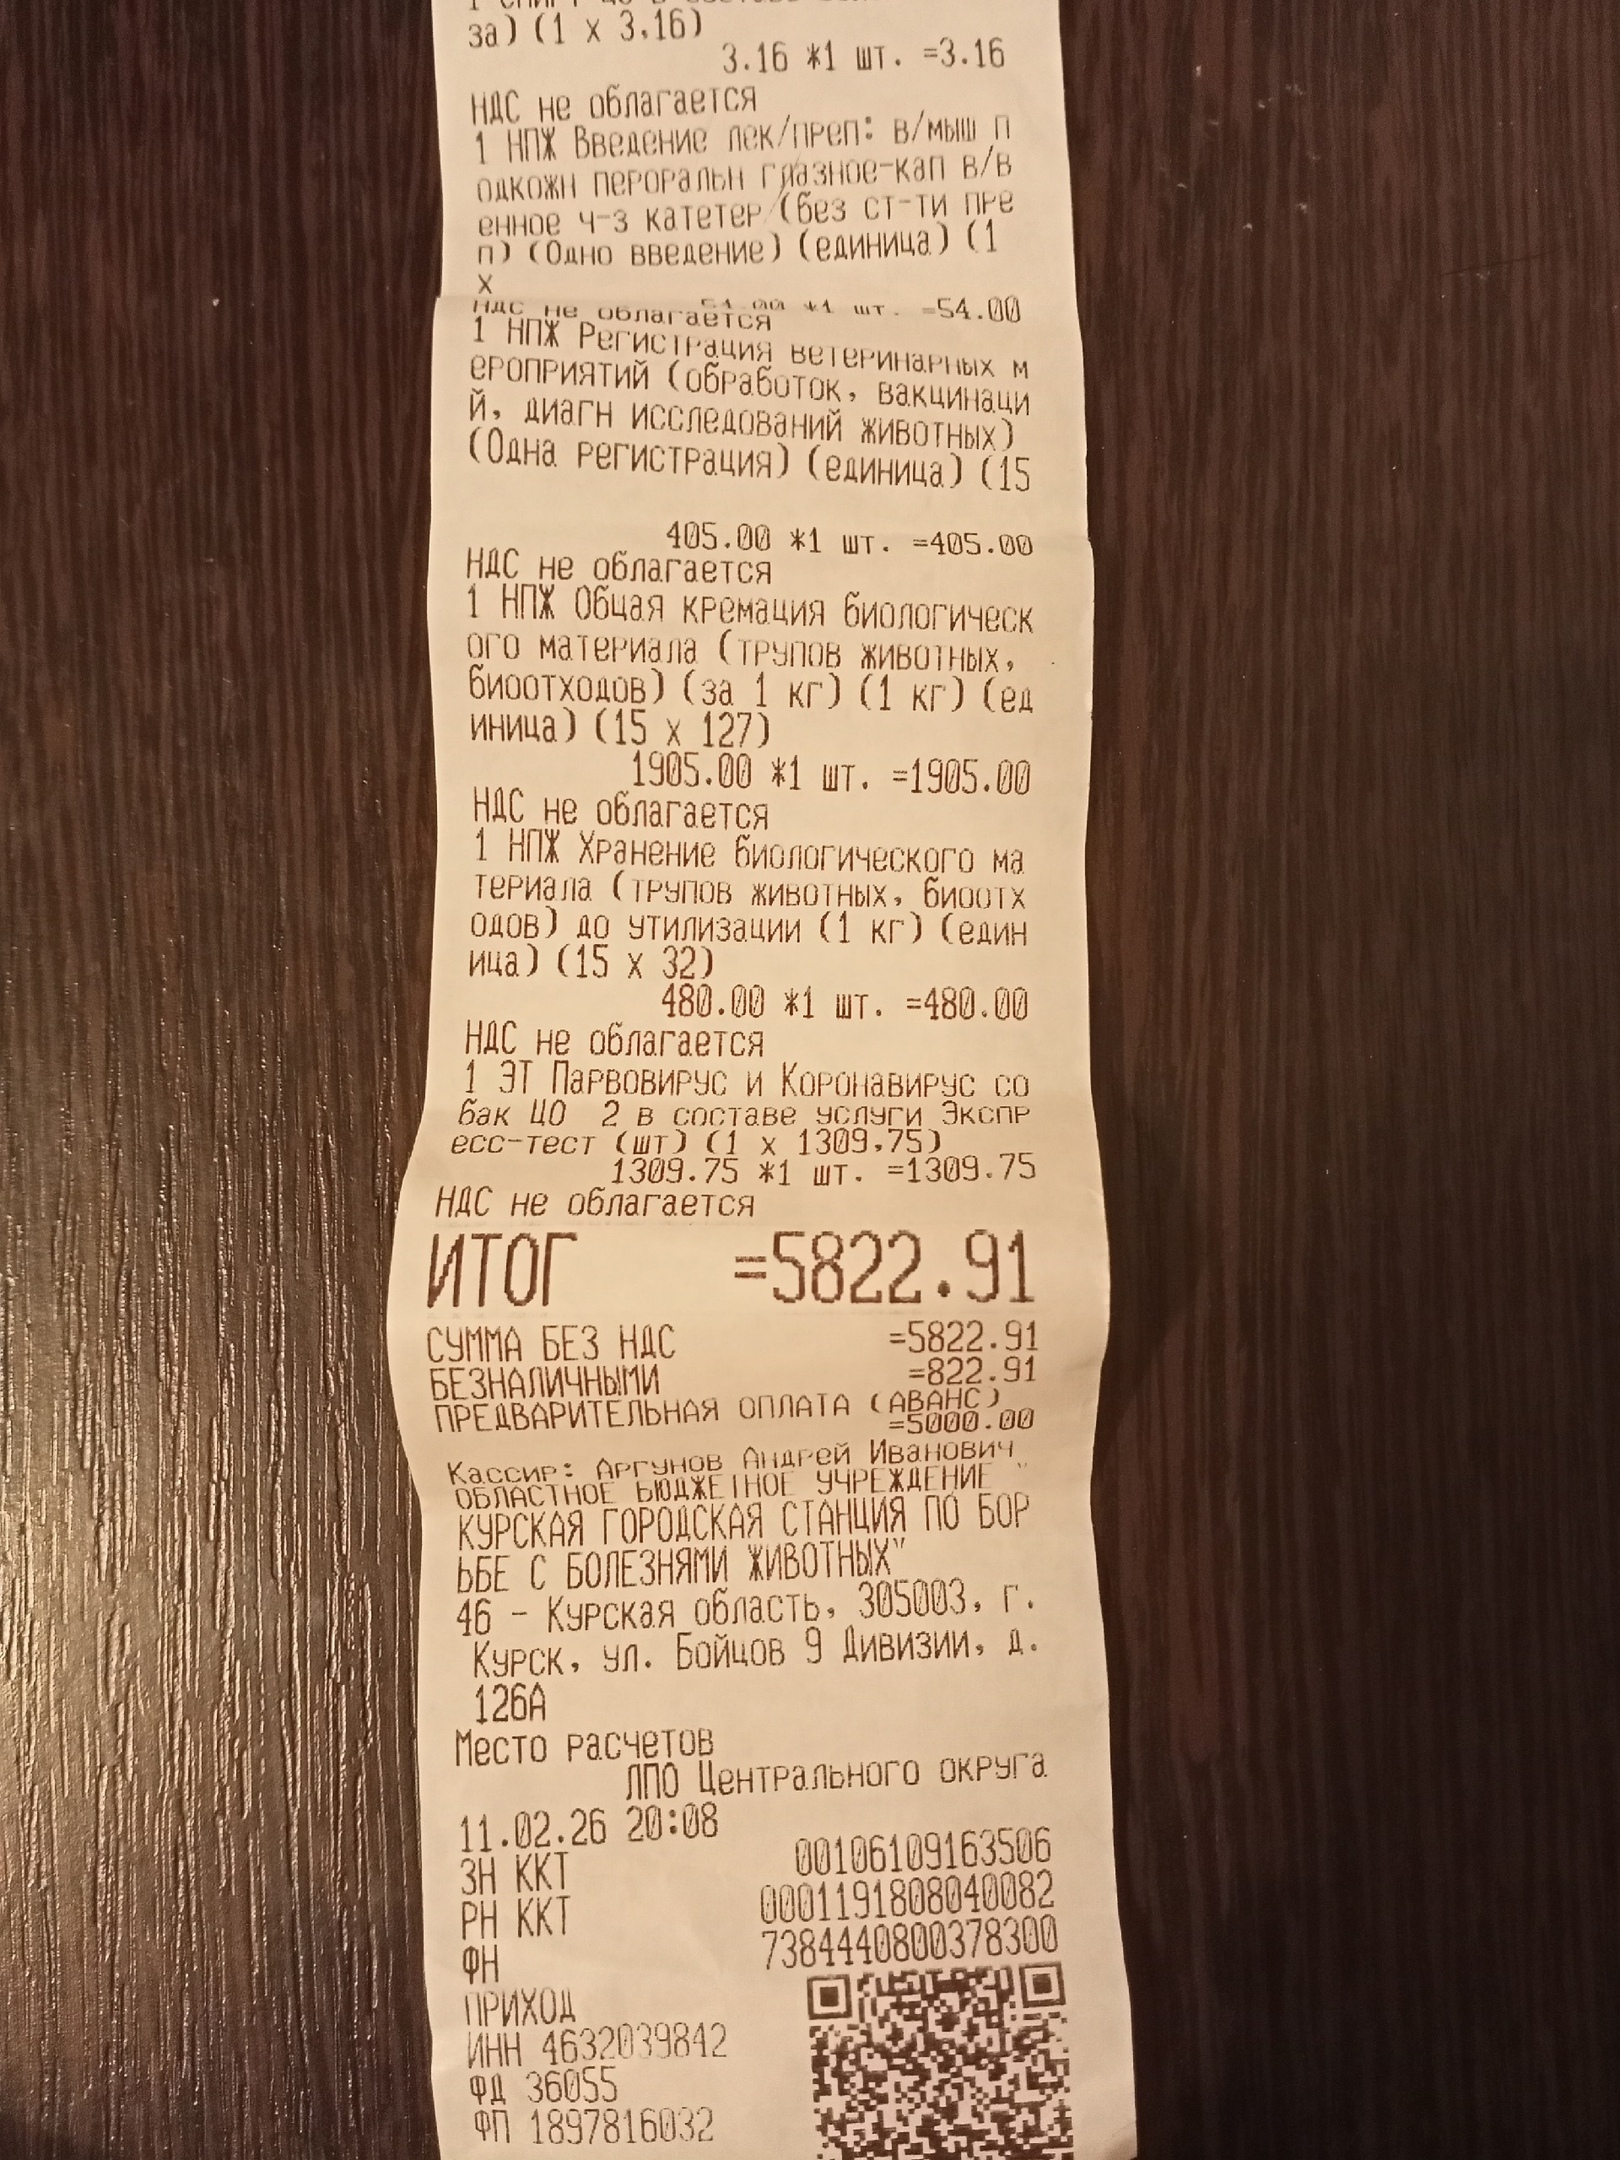 за) (1 x 3.16)
3.16 *1 шт. =3.16
НДС не облагается
1 НПЖ Введение лек/преп: в/мыш п
одкожн пероральн глазное-кап в/в
енное ч-з катетер (без ст-ти пре
п) (Одно введение) (единица) (1
x
54.00 *1 шт. =54.00
НДС не облагается
1 НПЖ Регистрация ветеринарных м
ероприятий (обработок, вакцинаци
й, диагн исследований животных)
(Одна регистрация) (единица) (15
405.00 *1 шт. =405.00
НДС не облагается
1 НПЖ Общая кремация биологическ
ого материала (трупов животных,
биоотходов) (за 1 кг) (1 кг) (ед
иница) (15 x 127)
1905.00 *1 шт. =1905.00
НДС не облагается
1 НПЖ Хранение биологического ма
териала (трупов животных, биоотх
одов) до утилизации (1 кг) (един
ица) (15 x 32)
480.00 *1 шт. =480.00
НДС не облагается
1 ЭТ Парвовирус и Коронавирус со
бак ЦО 2 в составе услуги Экспр
есс-тест (шт) (1 x 1309.75)
1309.75 *1 шт. =1309.75
НДС не облагается
ИТОГ =5822.91
СУММА БЕЗ НДС =5822.91
БЕЗНАЛИЧНЫМИ =822.91
ПРЕДВАРИТЕЛЬНАЯ ОПЛАТА (АВАНС)
=5000.00
Кассир: Аргунов Андрей Иванович
ОБЛАСТНОЕ БЮДЖЕТНОЕ УЧРЕЖДЕНИЕ "
КУРСКАЯ ГОРОДСКАЯ СТАНЦИЯ ПО БОР
ЬБЕ С БОЛЕЗНЯМИ ЖИВОТНЫХ"
46 - Курская область, 305003, г.
Курск, ул. Бойцов 9 Дивизии, д.
126А
Место расчетов
ЛПО Центрального округа
11.02.26 20:08
ЗН ККТ 00106109163506
РН ККТ 0001191808040082
ФН 7384440800378300
ПРИХОД
ИНН 4632039842
ФД 36055
ФП 1897816032